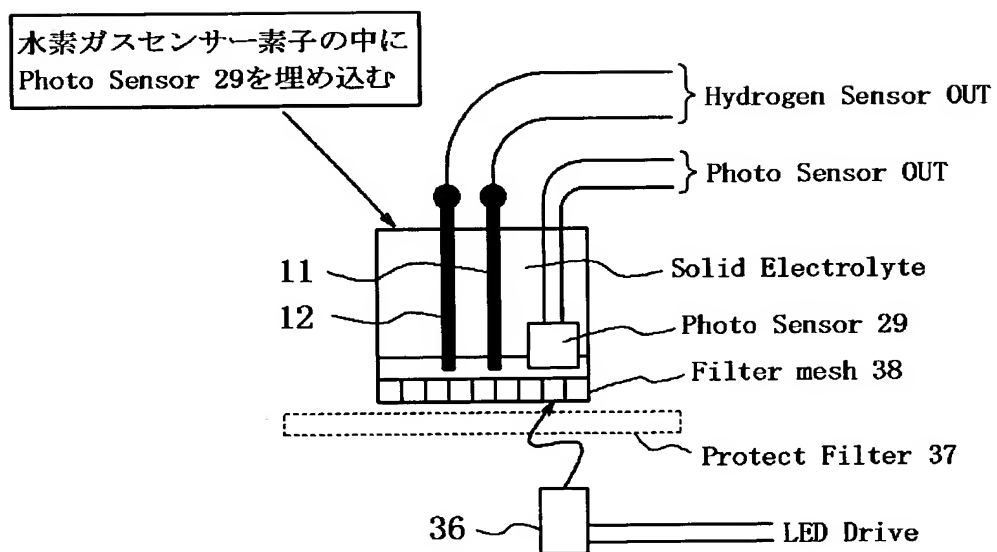 水素ガスセンサー素子の中に
Photo Sensor 29を埋め込む
Hydrogen Sensor OUT
Photo Sensor OUT
11
Solid Electrolyte
12
Photo Sensor 29
Filter mesh 38
Protect Filter 37
36
LED Drive